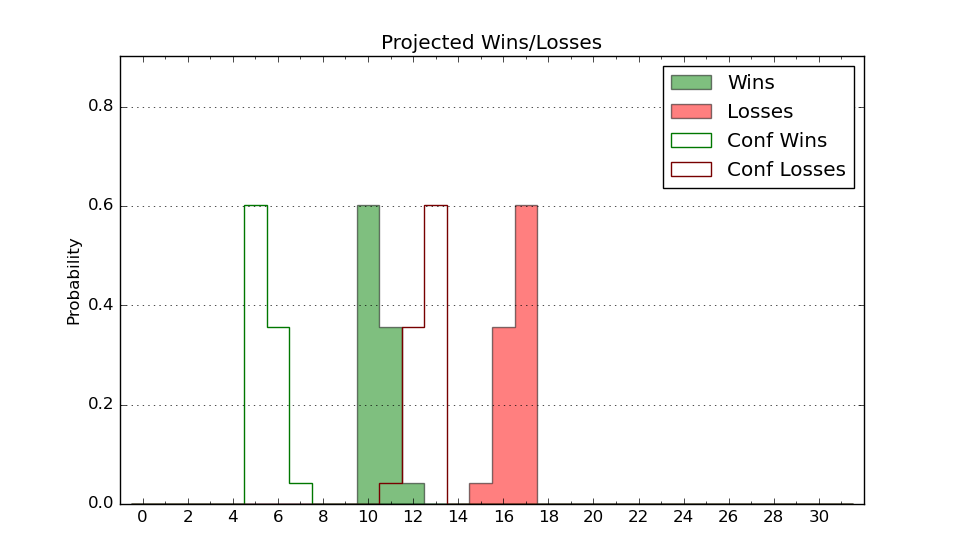 Projected Wins/Losses
Wins
Losses
Conf Wins
Conf Losses
Probability
0.8
0.6
0.4
0.2
0.0
0 2 4 6 8 10 12 14 16 18 20 22 24 26 28 30